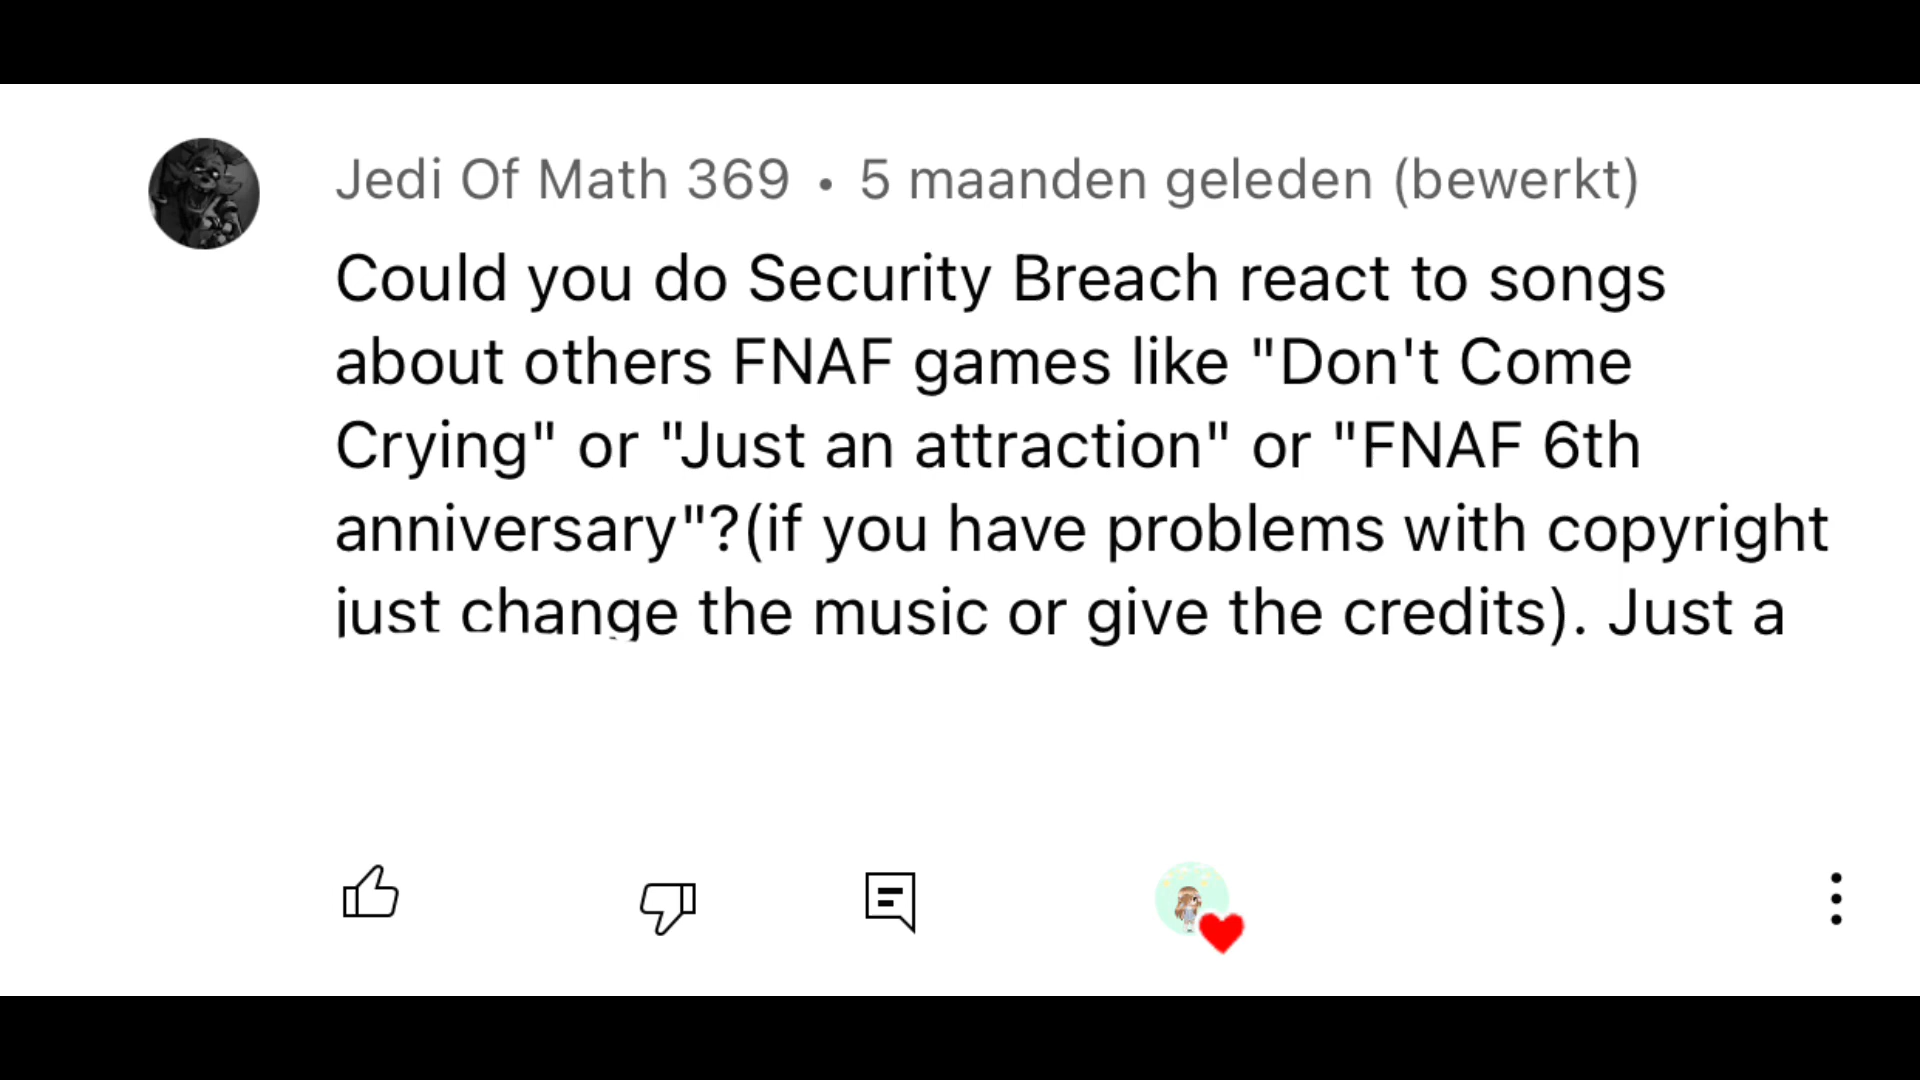 Jedi Of Math 369 • 5 maanden geleden (bewerkt)
Could you do Security Breach react to songs
about others FNAF games like "Don't Come
Crying" or "Just an attraction" or "FNAF 6th
anniversary"?(if you have problems with copyright
just change the music or give the credits). Just a